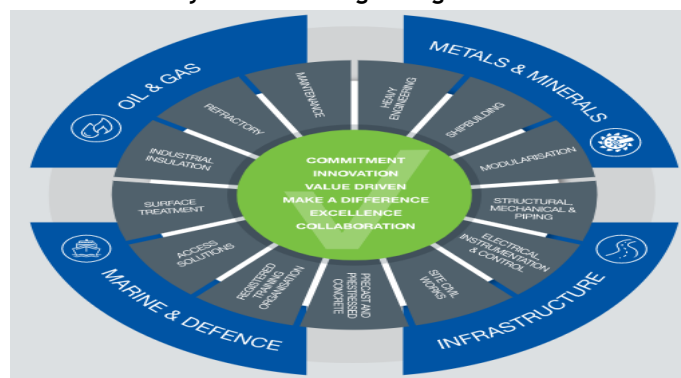 OIL & GAS
METALS & MINERALS
MAINTENANCE
HEAVY
ENGINEERING
REFRACTORY
SHIPBUILDING
INDUSTRIAL
INSULATION
MODULARISATION
COMMITMENT
INNOVATION
VALUE DRIVEN
MAKE A DIFFERENCE
EXCELLENCE
COLLABORATION
SURFACE
TREATMENT
STRUCTURAL,
MECHANICAL &
PIPING
ACCESS
SOLUTIONS
ELECTRICAL,
INSTRUMENTATION
& CONTROL
REGISTERED
TRAINING
ORGANISATION
PRECAST AND
PRESTRESSED
CONCRETE
SITE CIVIL
WORKS
MARINE & DEFENCE
INFRASTRUCTURE